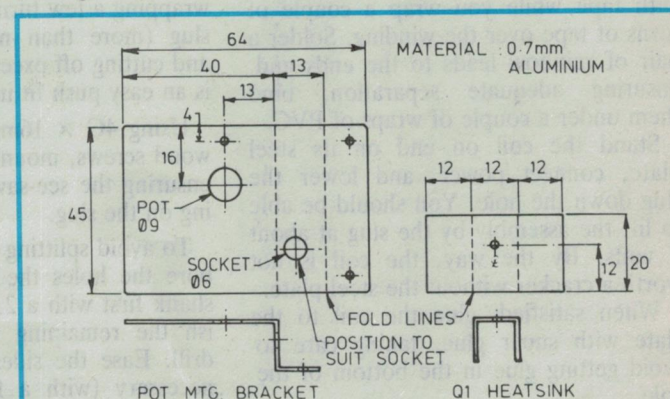 64
MATERIAL : 0.7mm
ALUMINIUM
40
13
13
4
16
45
POT
Ø9
SOCKET
Ø6
12
12
12
12
20
FOLD LINES
POSITION TO
SUIT SOCKET
POT MTG. BRACKET
Q1 HEATSINK